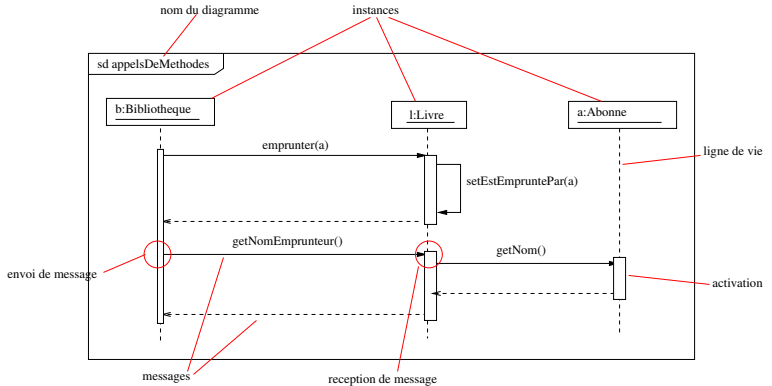 nom du diagramme
instances
sd appelsDeMethodes
b:Bibliotheque
l:Livre
a:Abonne
emprunter(a)
ligne de vie
setEstEmpruntePar(a)
getNomEmprunteur()
getNom()
envoi de message
activation
messages
reception de message